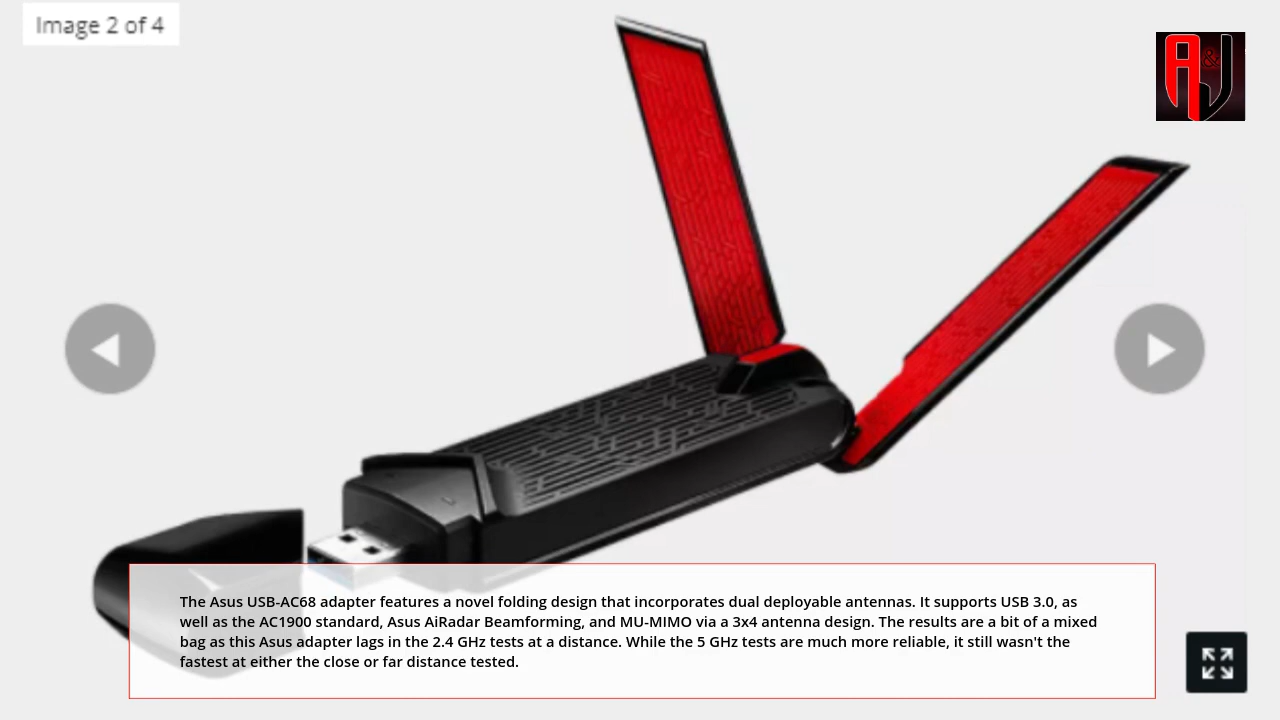 Image 2 of 4
A&J
The Asus USB-AC68 adapter features a novel folding design that incorporates dual deployable antennas. It supports USB 3.0, as
well as the AC1900 standard, Asus AiRadar Beamforming, and MU-MIMO via a 3x4 antenna design. The results are a bit of a mixed
bag as this Asus adapter lags in the 2.4 GHz tests at a distance. While the 5 GHz tests are much more reliable, it still wasn't the
fastest at either the close or far distance tested.